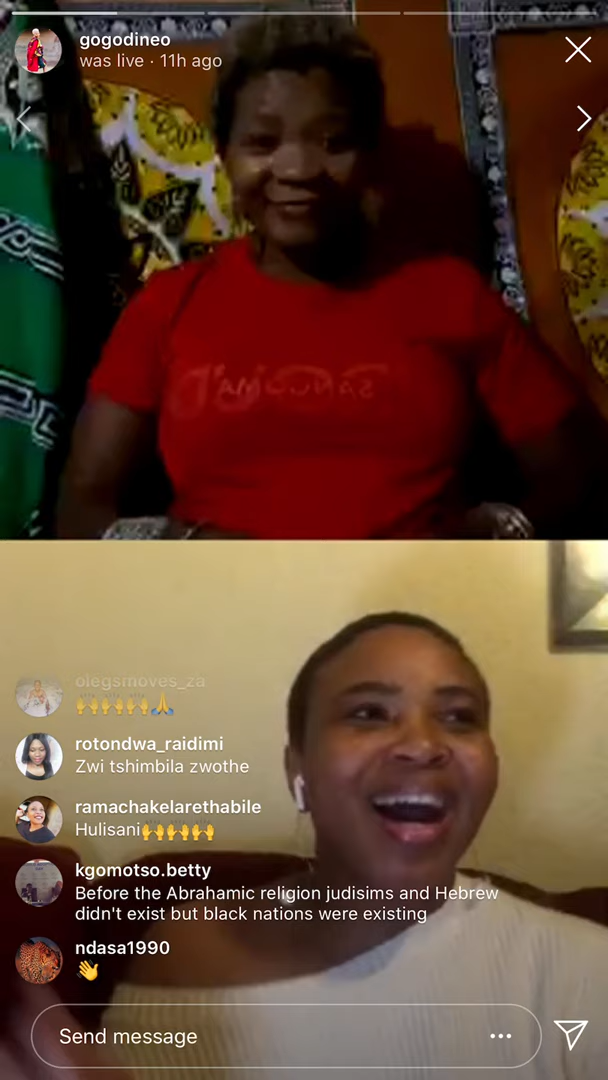 gogodineo
was live · 11h ago
olegsmoves_za
🙌🙌🙌🙌🙏
rotondwa_raidimi
Zwi tshimbila zwothe
ramachakelarethabile
Hulisani🙌🙌🙌🙌
kgomotso.betty
Before the Abrahamic religion judisims and Hebrew
didn't exist but black nations were existing
ndasa1990
👋
Send message